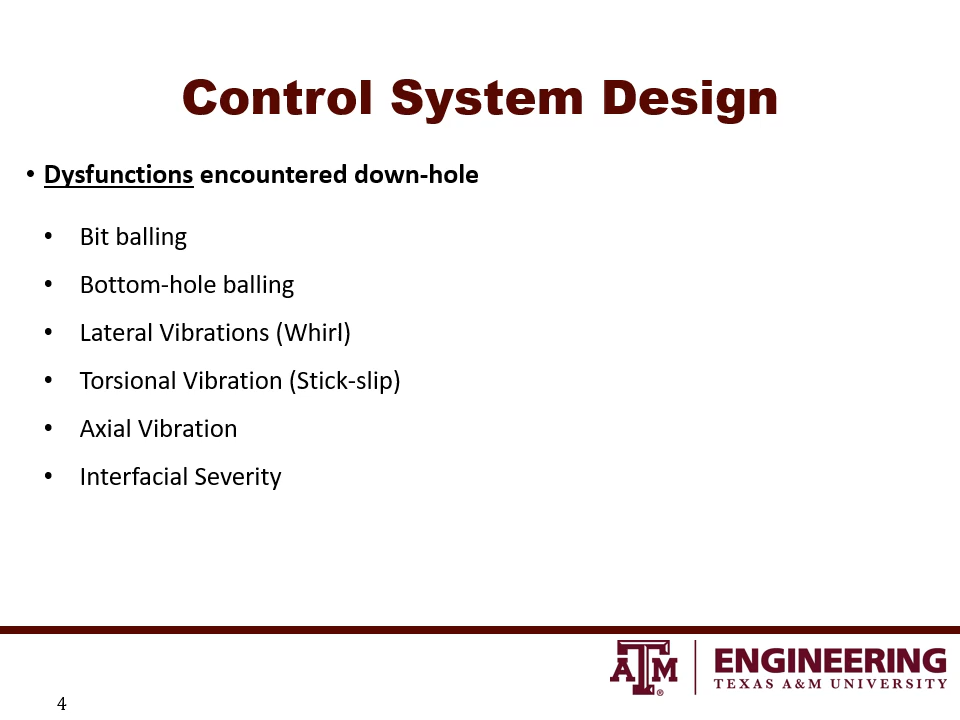 Control System Design
• Dysfunctions encountered down-hole
• Bit balling
• Bottom-hole balling
• Lateral Vibrations (Whirl)
• Torsional Vibration (Stick-slip)
• Axial Vibration
• Interfacial Severity
ATM® ENGINEERING
TEXAS A&M UNIVERSITY
4